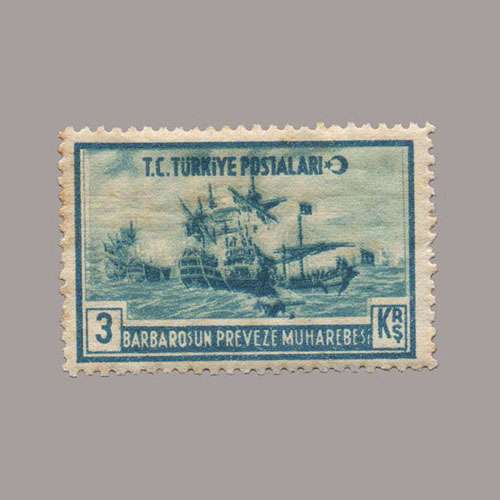 T.C. TÜRKİYE POSTALARI
3 BARBAROSUN PREVEZE MUHAREBESİ KRŞ